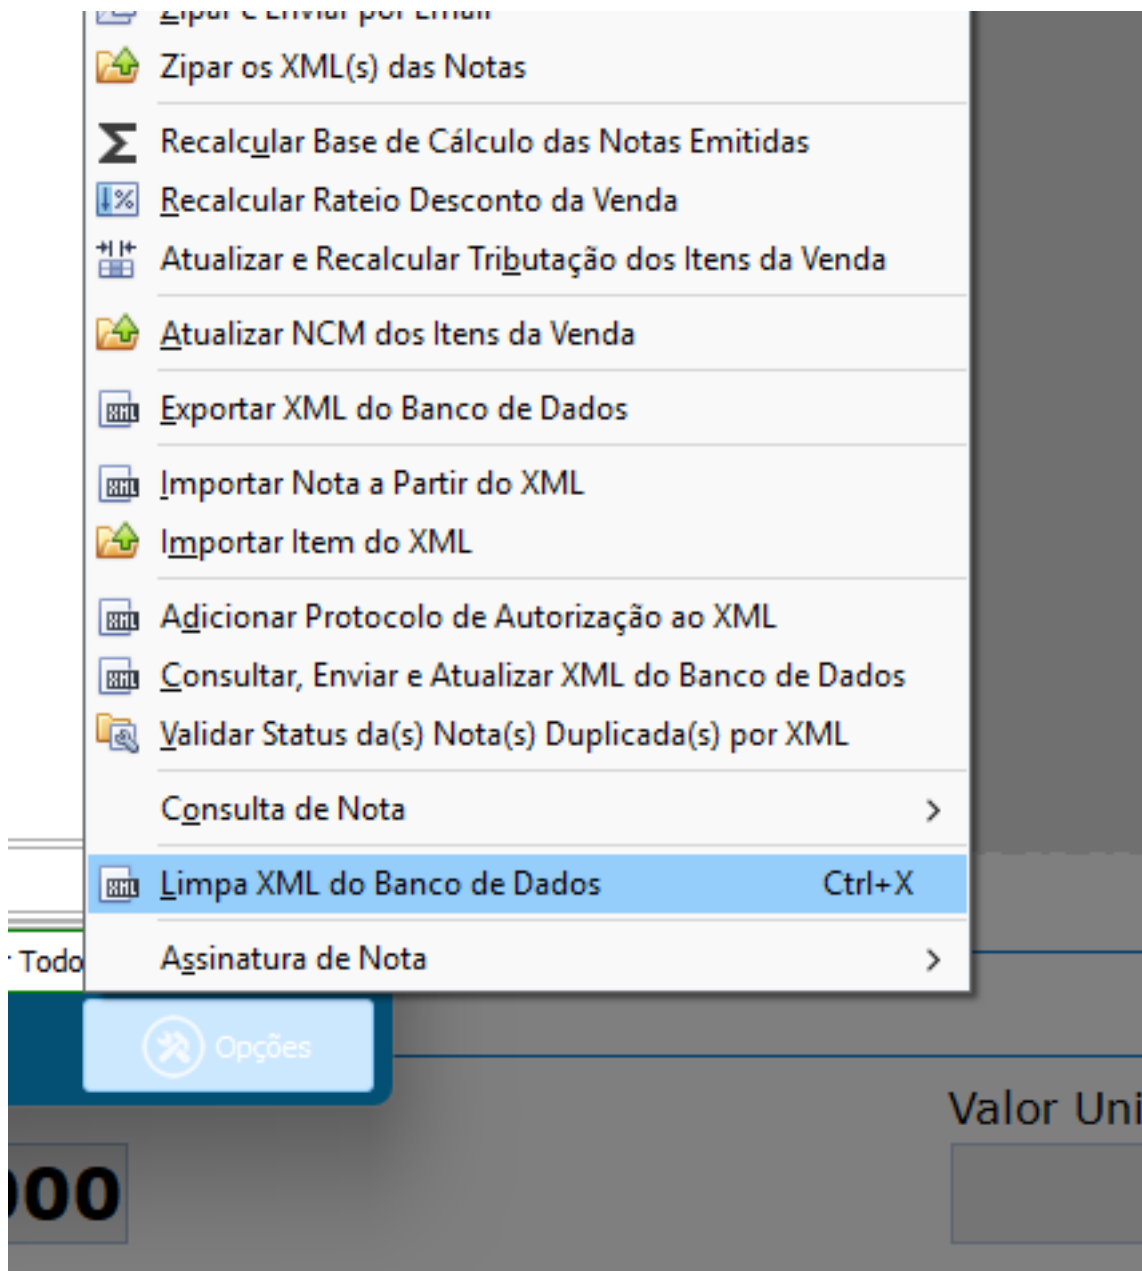 Zipar e Enviar por Email
Zipar os XML(s) das Notas
Recalcular Base de Cálculo das Notas Emitidas
Recalcular Rateio Desconto da Venda
Atualizar e Recalcular Tributação dos Itens da Venda
Atualizar NCM dos Itens da Venda
Exportar XML do Banco de Dados
Importar Nota a Partir do XML
Importar Item do XML
Adicionar Protocolo de Autorização ao XML
Consultar, Enviar e Atualizar XML do Banco de Dados
Validar Status da(s) Nota(s) Duplicada(s) por XML
Consulta de Nota
Limpa XML do Banco de Dados Ctrl+X
Assinatura de Nota
Todo
Opções
Valor Uni
000